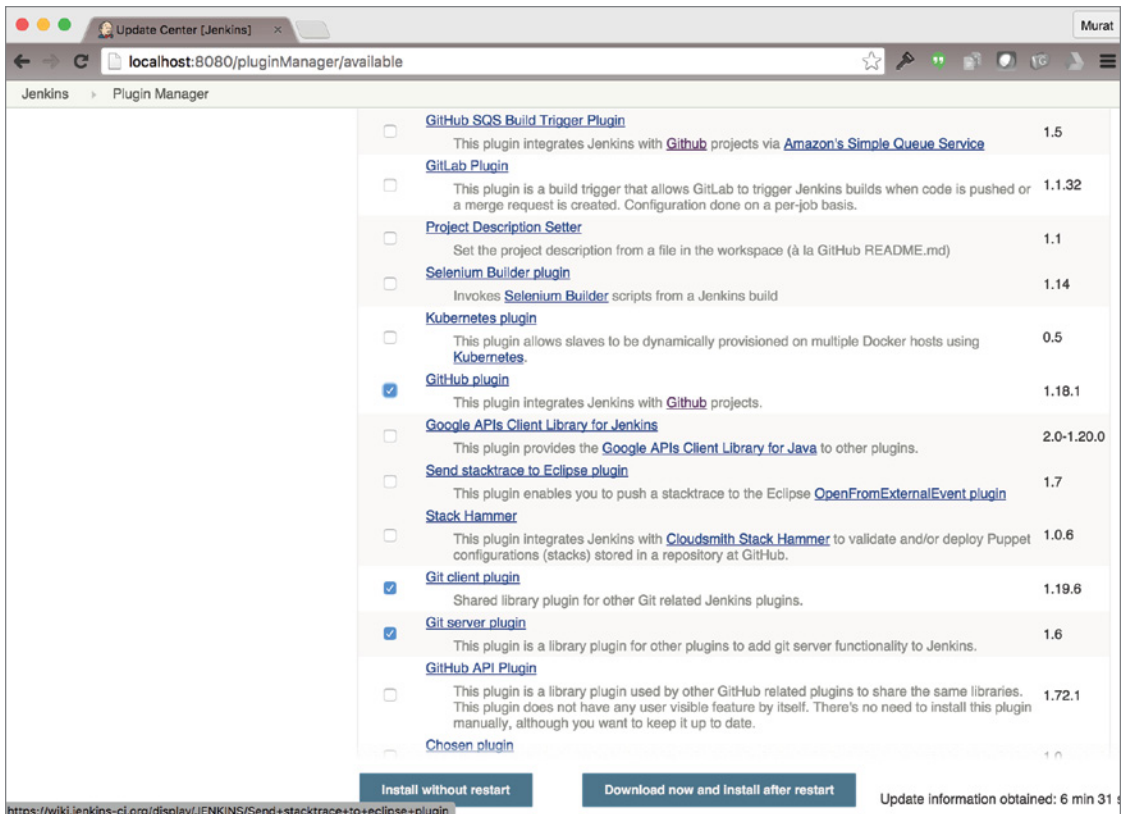 Update Center [Jenkins]
Murat
localhost:8080/pluginManager/available
Jenkins Plugin Manager
GitHub SQS Build Trigger Plugin
This plugin integrates Jenkins with Github projects via Amazon's Simple Queue Service
1.5
GitLab Plugin
This plugin is a build trigger that allows GitLab to trigger Jenkins builds when code is pushed or
a merge request is created. Configuration done on a per-job basis.
1.1.32
Project Description Setter
Set the project description from a file in the workspace (à la GitHub README.md)
1.1
Selenium Builder plugin
Invokes Selenium Builder scripts from a Jenkins build
1.14
Kubernetes plugin
This plugin allows slaves to be dynamically provisioned on multiple Docker hosts using
Kubernetes.
0.5
GitHub plugin
This plugin integrates Jenkins with Github projects.
1.18.1
Google APIs Client Library for Jenkins
This plugin provides the Google APIs Client Library for Java to other plugins.
2.0-1.20.0
Send stacktrace to Eclipse plugin
This plugin enables you to push a stacktrace to the Eclipse OpenFromExternalEvent plugin
1.7
Stack Hammer
This plugin integrates Jenkins with Cloudsmith Stack Hammer to validate and/or deploy Puppet
configurations (stacks) stored in a repository at GitHub.
1.0.6
Git client plugin
Shared library plugin for other Git related Jenkins plugins.
1.19.6
Git server plugin
This plugin is a library plugin for other plugins to add git server functionality to Jenkins.
1.6
GitHub API Plugin
This plugin is a library plugin used by other GitHub related plugins to share the same libraries.
This plugin does not have any user visible feature by itself. There's no need to install this plugin
manually, although you want to keep it up to date.
1.72.1
Chosen plugin
Install without restart
Download now and install after restart
Update information obtained: 6 min 31 s
https://wiki.jenkins-ci.org/display/JENKINS/Send+stacktrace+to+eclipse+plugin